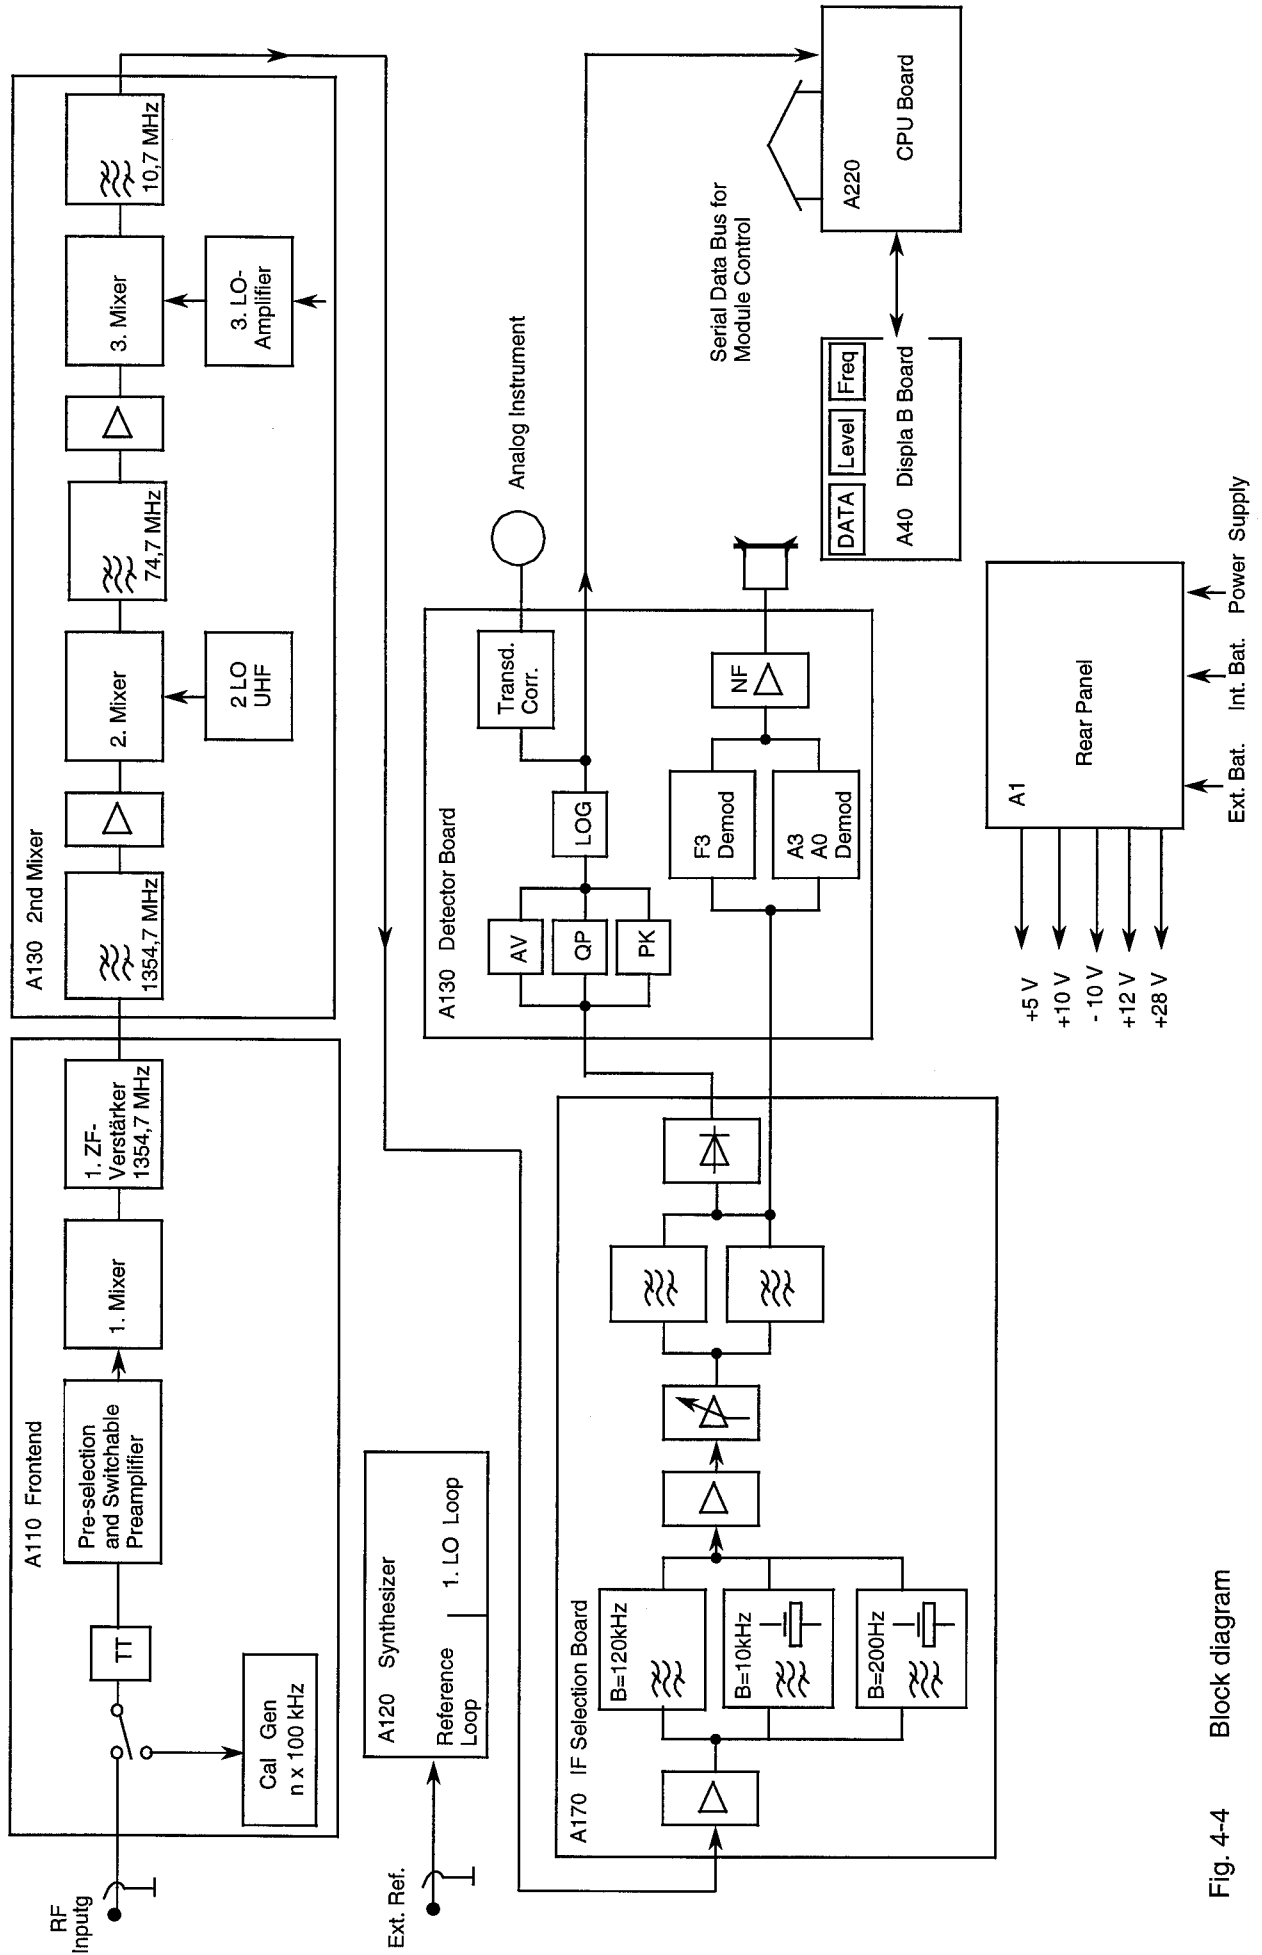 A110 Frontend
RF
Inputg
Cal Gen
n x 100 kHz
TT
Pre-selection
and Switchable
Preamplifier
1. Mixer
1. ZF-
Verstärker
1354,7 MHz
A130 2nd Mixer
1354,7 MHz
2. Mixer
2 LO
UHF
74,7 MHz
3. Mixer
3. LO-
Amplifier
10,7 MHz
Ext. Ref.
A120 Synthesizer
Reference
Loop
1. LO Loop
A170 IF Selection Board
B=120kHz
B=10kHz
B=200Hz
A130 Detector Board
AV
QP
PK
LOG
Transd.
Corr.
Analog Instrument
F3
Demod
A3
A0
Demod
NF
Serial Data Bus for
Module Control
DATA
Level
Freq
A40 Displa B Board
A220
CPU Board
A1
Rear Panel
+5 V
+10 V
- 10 V
+12 V
+28 V
Ext. Bat.
Int. Bat.
Power Supply
Fig. 4-4 Block diagram